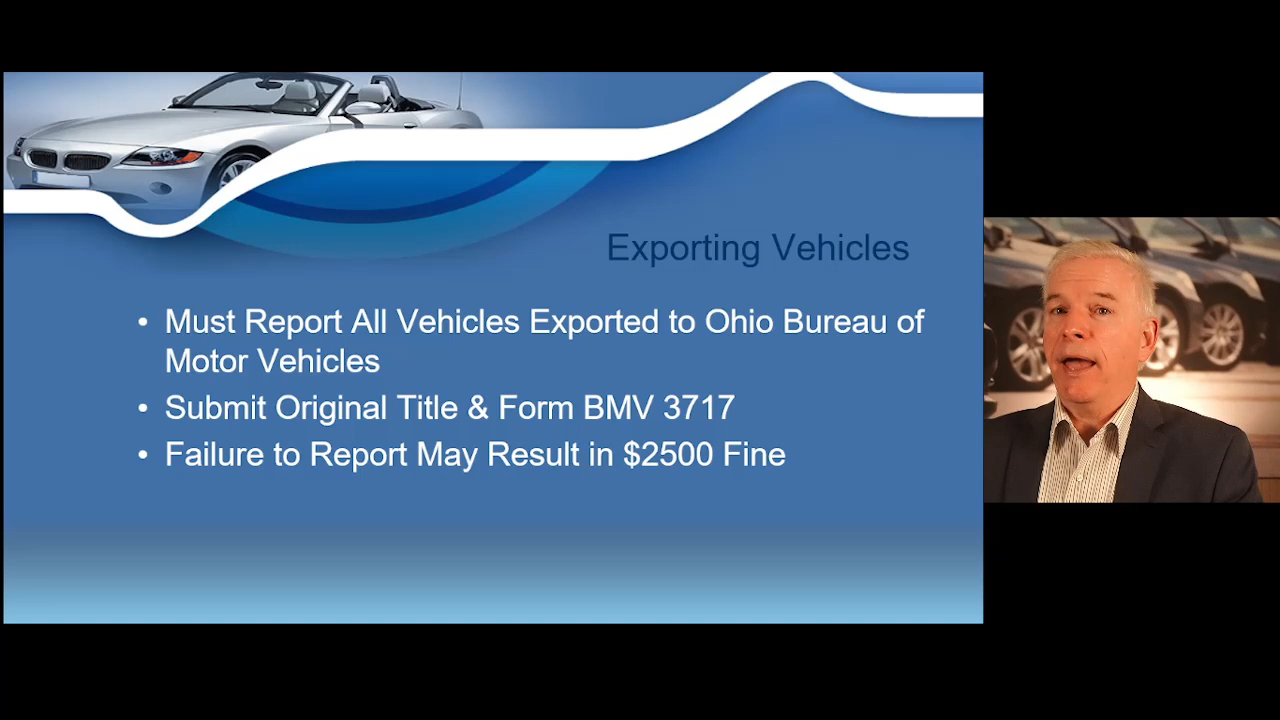 Exporting Vehicles
• Must Report All Vehicles Exported to Ohio Bureau of
Motor Vehicles
• Submit Original Title & Form BMV 3717
• Failure to Report May Result in $2500 Fine